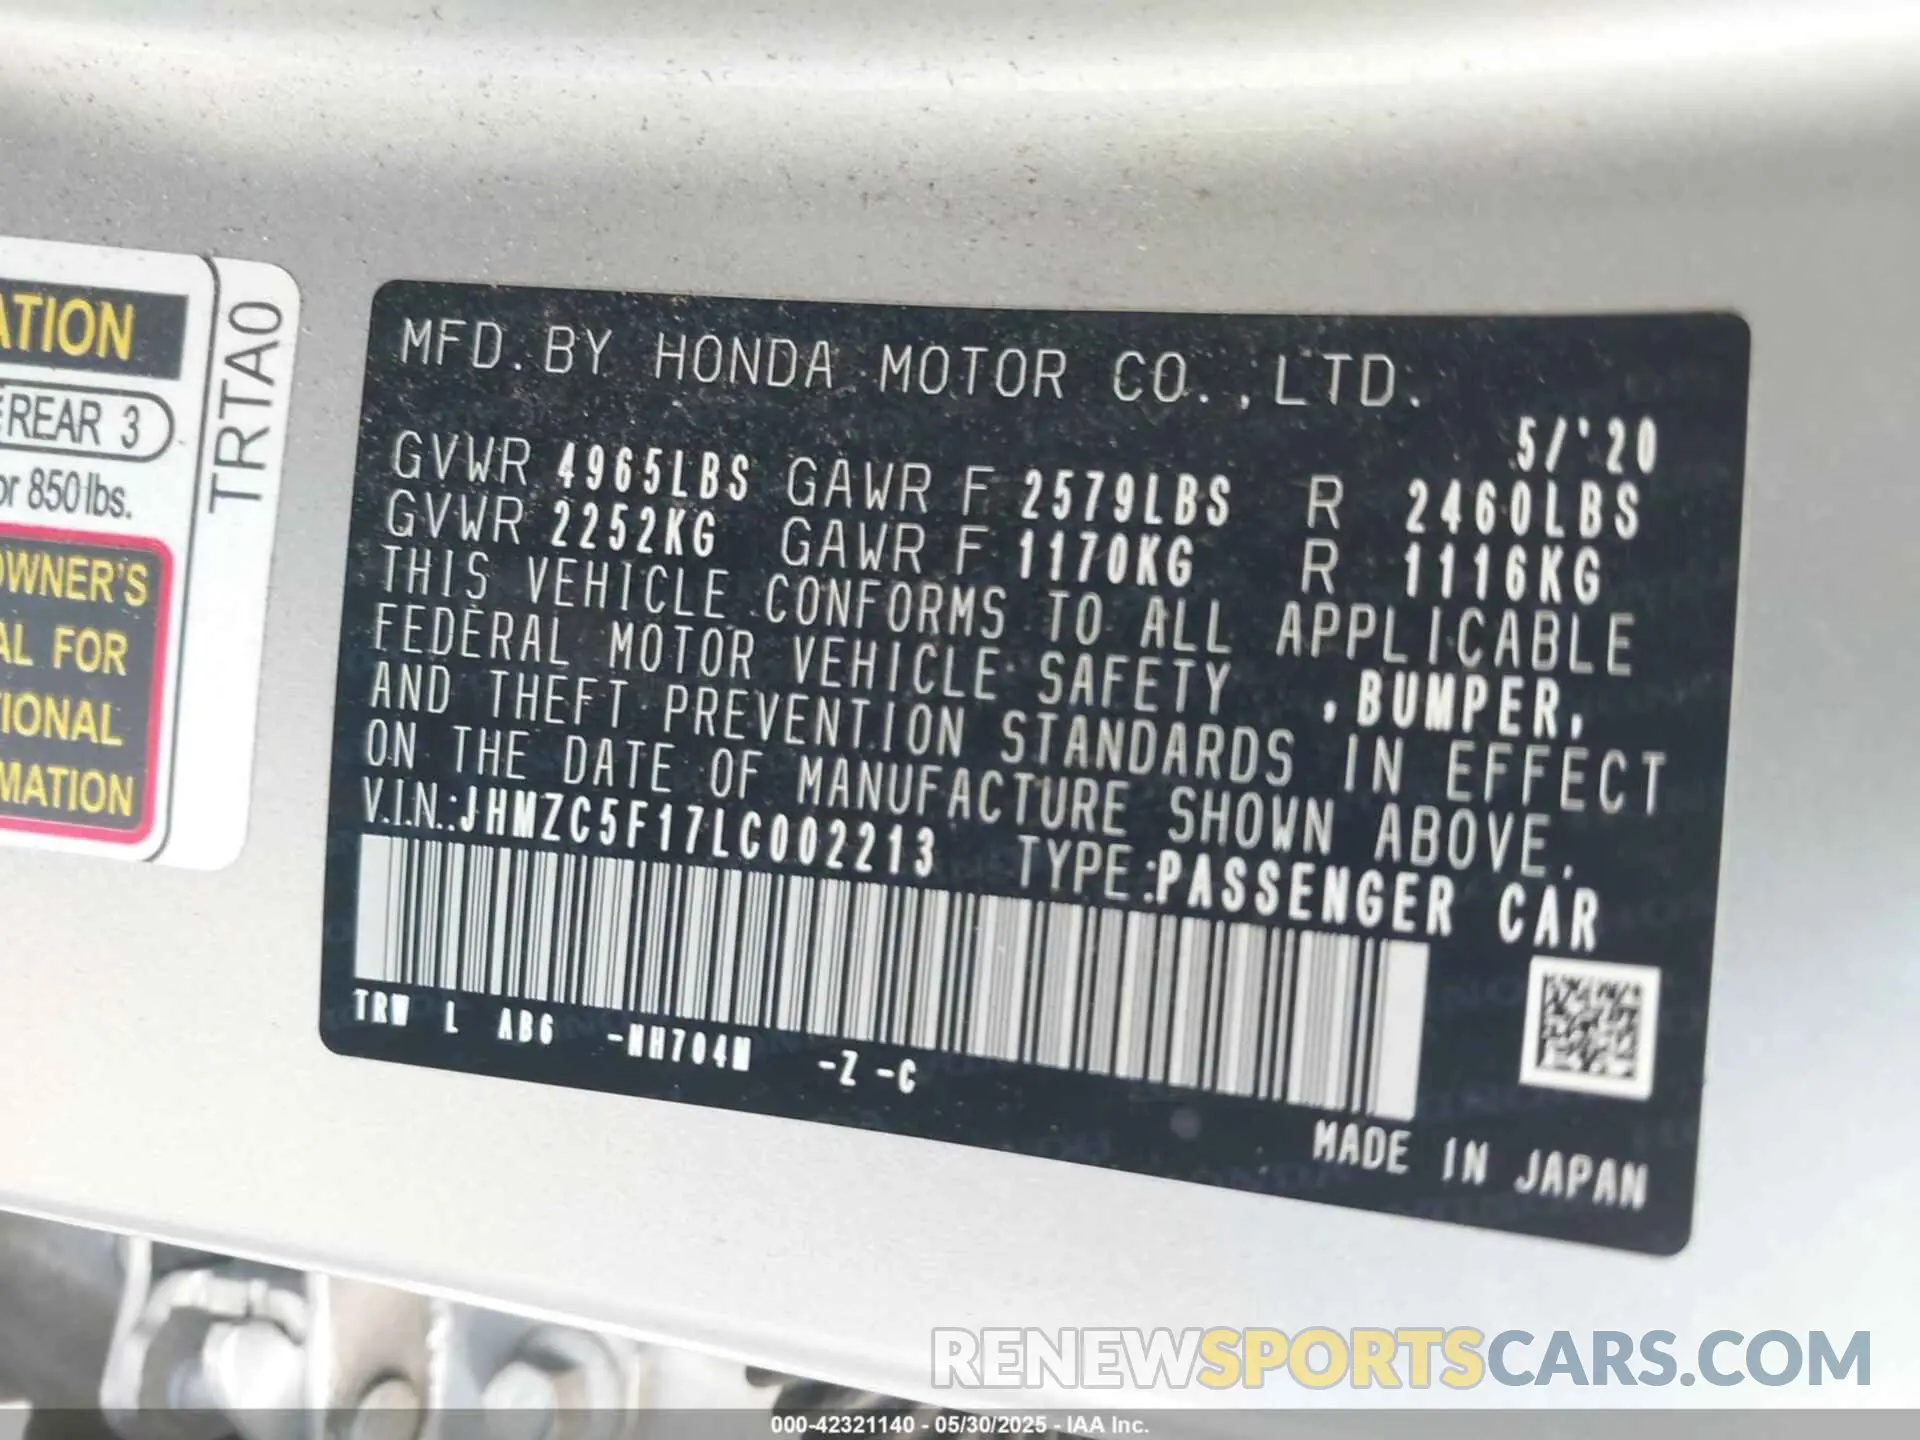 ATION
REAR 3
or 850lbs.
OWNER'S
AL FOR
TIONAL
MATION
TRTA0
MFD. BY HONDA MOTOR CO.,LTD.
5/'20
GVWR 4965LBS GAWR F 2579LBS R 2460LBS
GVWR 2252KG GAWR F 1170KG R 1116KG
THIS VEHICLE CONFORMS TO ALL APPLICABLE
FEDERAL MOTOR VEHICLE SAFETY ,BUMPER,
AND THEFT PREVENTION STANDARDS IN EFFECT
ON THE DATE OF MANUFACTURE SHOWN ABOVE.
V.I.N.:JHMZC5F17LC002213 TYPE:PASSENGER CAR
TRW L AB6 -NH704M -Z -C
MADE IN JAPAN
RENEWSPORTSCARS.COM
000-42321140 - 05/30/2025 - IAA Inc.